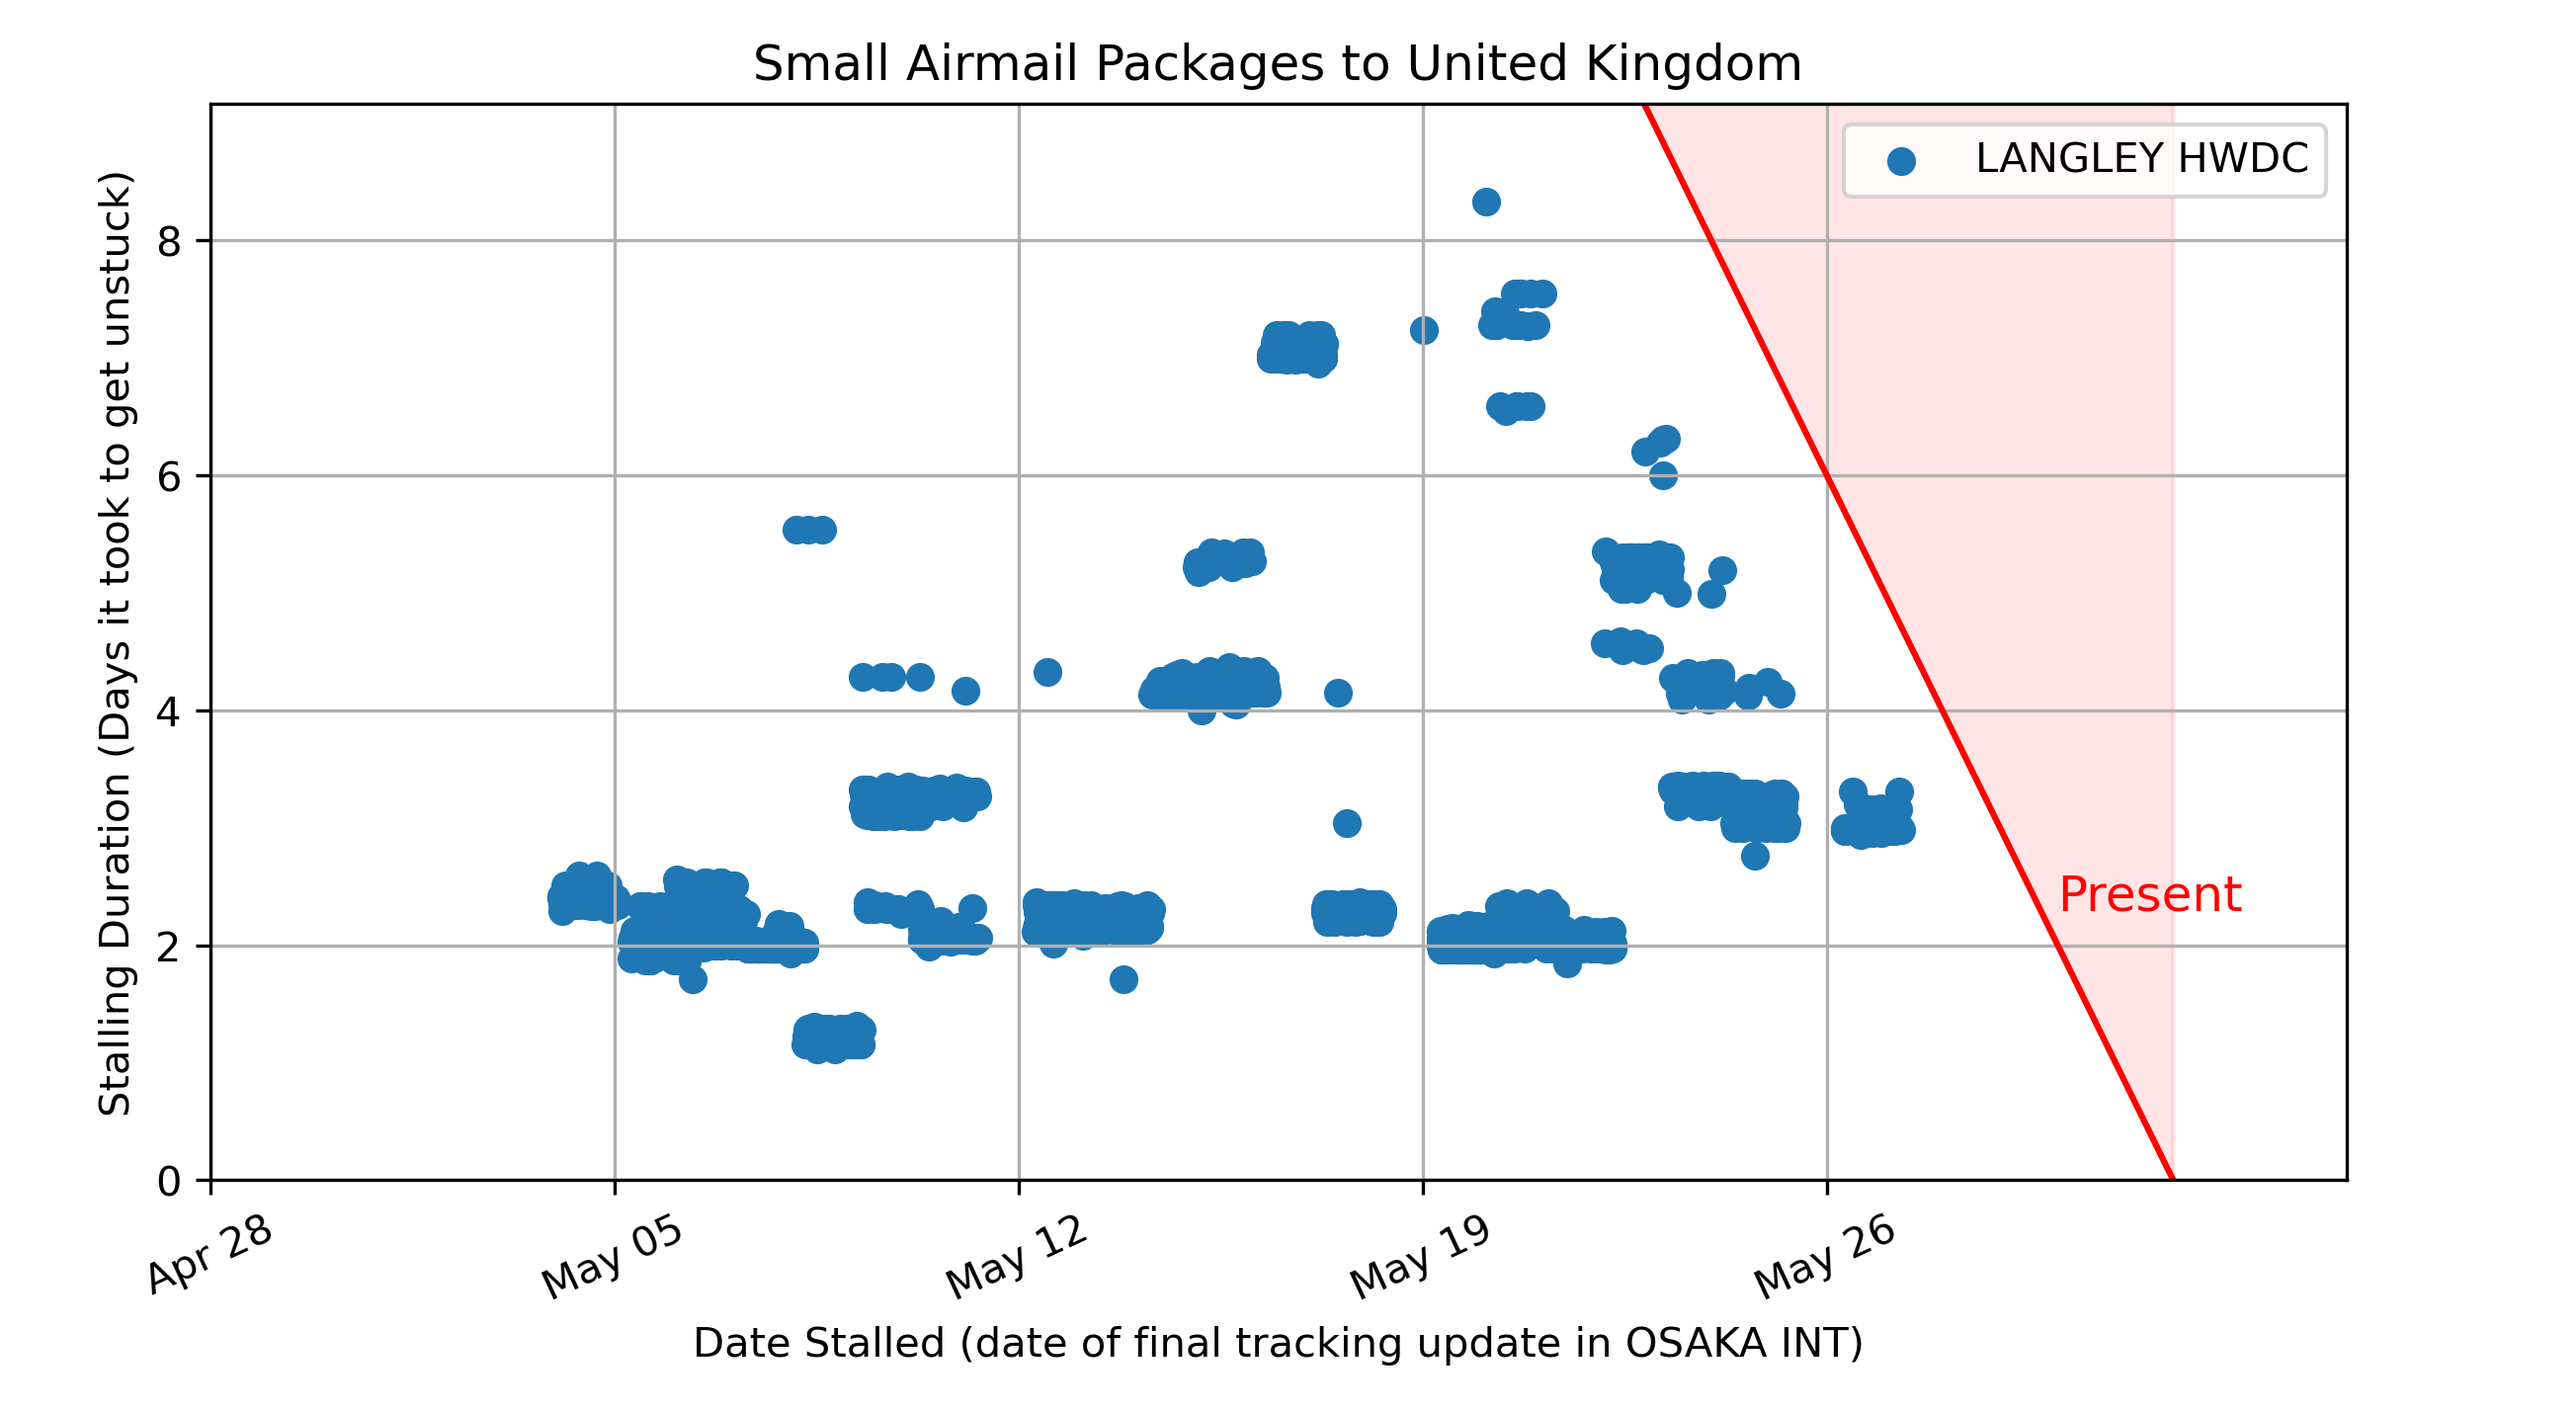 Small Airmail Packages to United Kingdom
LANGLEY HWDC
Stalling Duration (Days it took to get unstuck)
8
6
4
2
0
Present
Apr 28
May 05
May 12
May 19
May 26
Date Stalled (date of final tracking update in OSAKA INT)